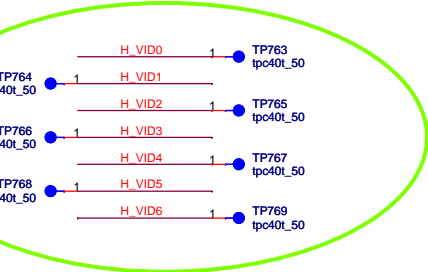 H_VID0 1 TP763
tpc40t_50
TP764 1 H_VID1
40t_50
H_VID2 1 TP765
tpc40t_50
TP766 1 H_VID3
40t_50
H_VID4 1 TP767
tpc40t_50
TP768 1 H_VID5
40t_50
H_VID6 1 TP769
tpc40t_50